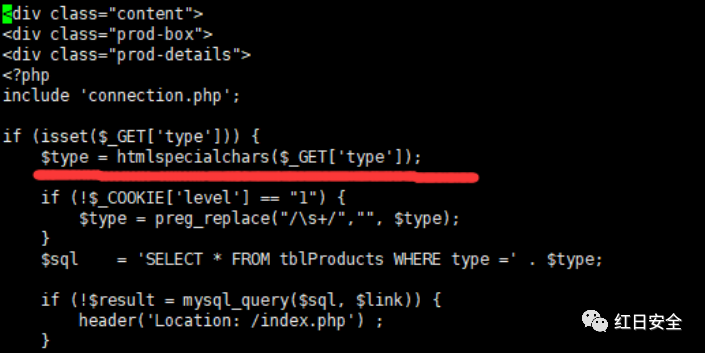 <div class="content">
<div class="prod-box">
<div class="prod-details">
<?php
include 'connection.php';
if (isset($_GET['type'])) {
$type = htmlspecialchars($_GET['type']);
if (!$_COOKIE['level'] == "1") {
$type = preg_replace("/\s+/","", $type);
}
$sql    = 'SELECT * FROM tblProducts WHERE type =' . $type;
if (!$result = mysql_query($sql, $link)) {
header('Location: /index.php') ;
}
红日安全